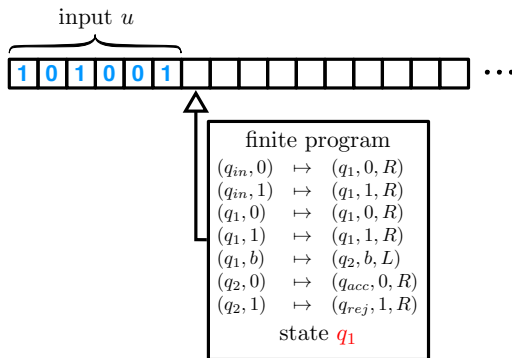 input u
1 0 1 0 0 1 ...
finite program
(q_in, 0) ↦ (q_1, 0, R)
(q_in, 1) ↦ (q_1, 1, R)
(q_1, 0) ↦ (q_1, 0, R)
(q_1, 1) ↦ (q_1, 1, R)
(q_1, b) ↦ (q_2, b, L)
(q_2, 0) ↦ (q_acc, 0, R)
(q_2, 1) ↦ (q_rej, 1, R)
state q_1